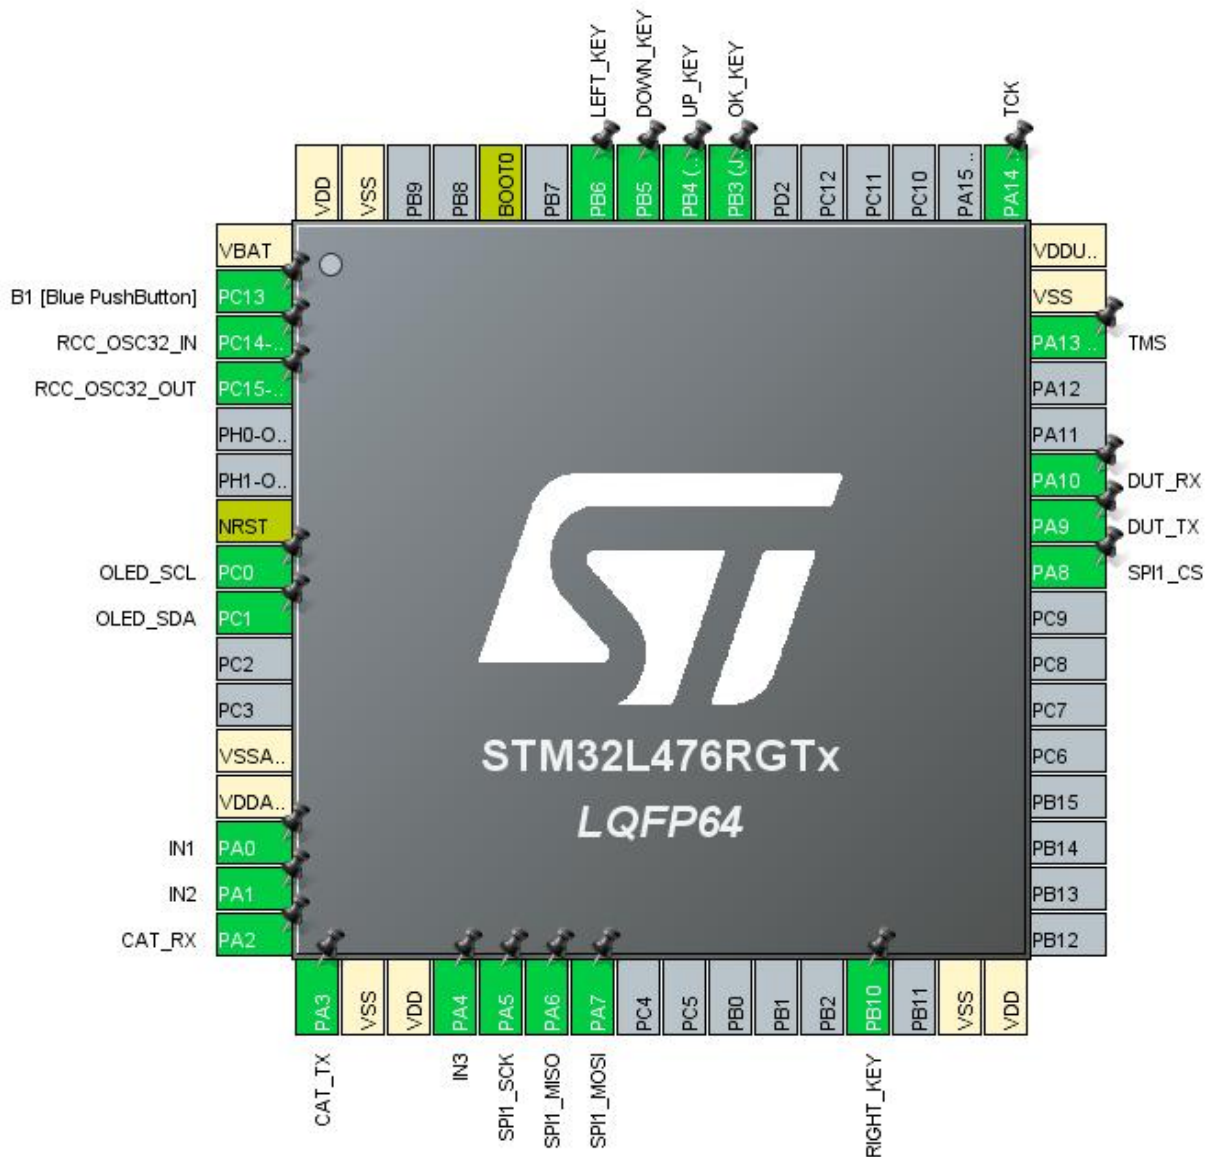 LEFT_KEY
DOWN_KEY
UP_KEY
OK_KEY
TCK
VDD
VSS
PB9
PB8
BOOT0
PB7
PB6
PB5
PB4 (..
PB3 (J..
PD2
PC12
PC11
PC10
PA15 ..
PA14 ..
VBAT
B1 [Blue PushButton] PC13
RCC_OSC32_IN PC14-..
RCC_OSC32_OUT PC15-..
PH0-O..
PH1-O..
NRST
OLED_SCL PC0
OLED_SDA PC1
PC2
PC3
VSSA..
VDDA..
IN1 PA0
IN2 PA1
CAT_RX PA2
ST
STM32L476RGTx
LQFP64
VDDU..
VSS
PA13 .. TMS
PA12
PA11
PA10 DUT_RX
PA9 DUT_TX
PA8 SPI1_CS
PC9
PC8
PC7
PC6
PB15
PB14
PB13
PB12
PA3
VSS
VDD
PA4
PA5
PA6
PA7
PC4
PC5
PB0
PB1
PB2
PB10
PB11
VSS
VDD
CAT_TX
IN3
SPI1_SCK
SPI1_MISO
SPI1_MOSI
RIGHT_KEY